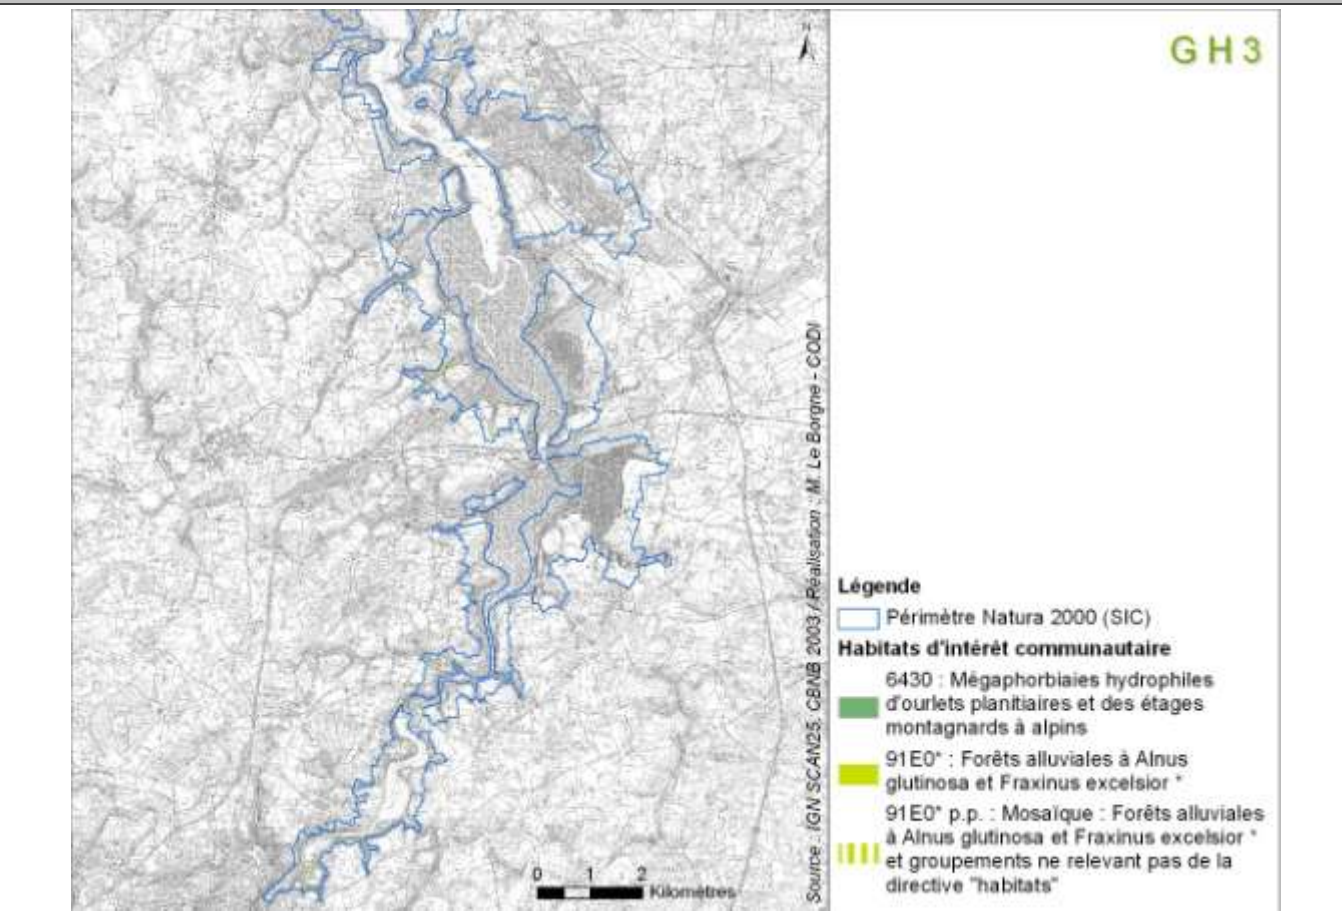 N
G H 3
Source : IGN SCAN25, CBNB 2003 / Réalisation : M. Le Borgne - CODI
Légende
Périmètre Natura 2000 (SIC)
Habitats d'intérêt communautaire
6430 : Mégaphorbiaies hydrophiles
d'ourlets planitiaires et des étages
montagnards à alpins
91E0* : Forêts alluviales à Alnus
glutinosa et Fraxinus excelsior *
91E0* p.p. : Mosaïque : Forêts alluviales
à Alnus glutinosa et Fraxinus excelsior *
et groupements ne relevant pas de la
directive "habitats"
0 1 2
Kilomètres